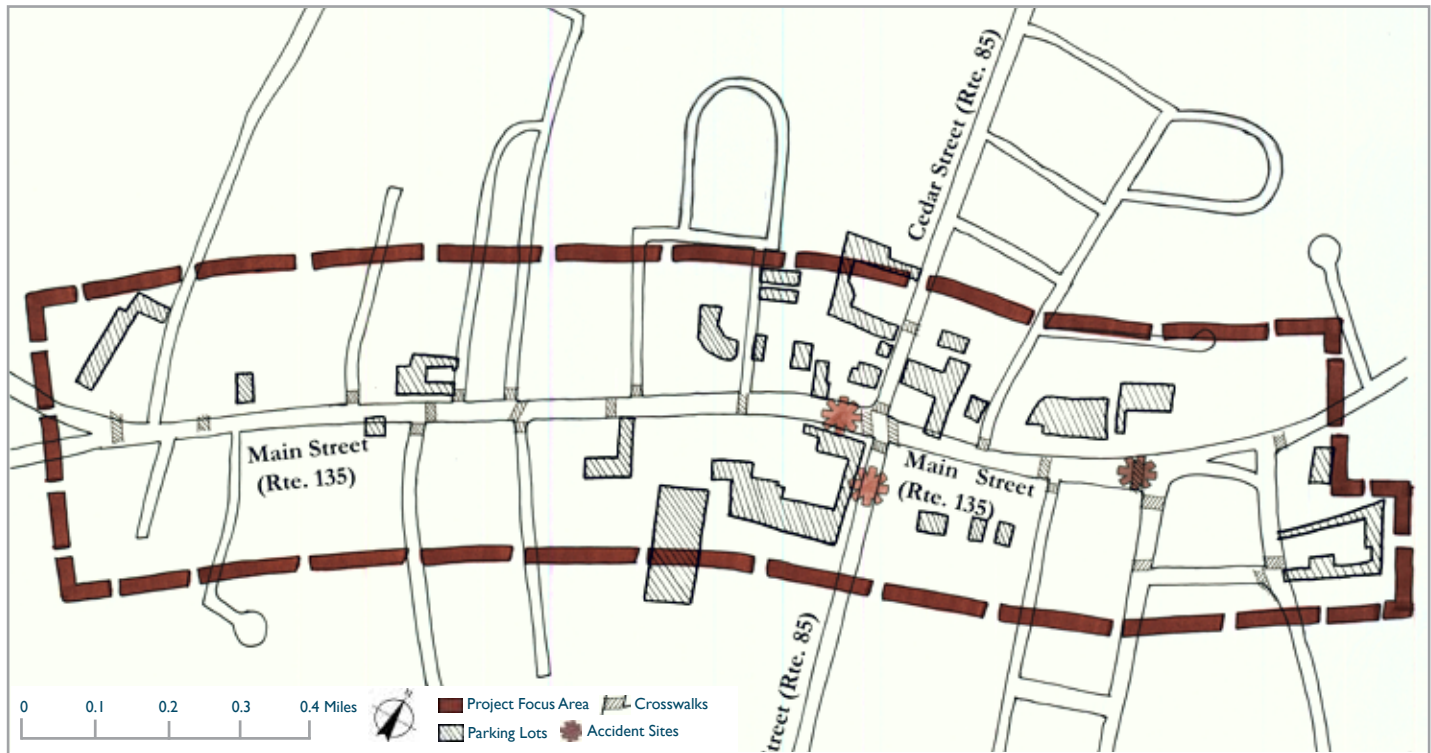 Cedar Street (Rte. 85)
Main Street
(Rte. 135)
Main Street
(Rte. 135)
Street (Rte. 85)
0 0.1 0.2 0.3 0.4 Miles
N
Project Focus Area
Crosswalks
Parking Lots
Accident Sites